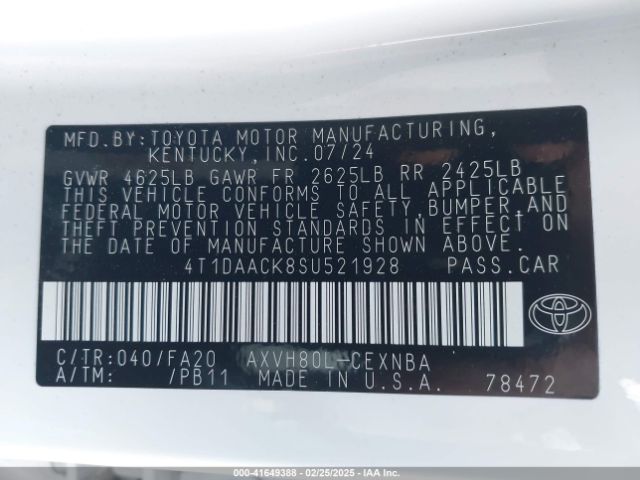 MFD.BY:TOYOTA MOTOR MANUFACTURING,
KENTUCKY,INC.07/24
GVWR 4625LB GAWR FR 2625LB RR 2425LB
THIS VEHICLE CONFORMS TO ALL APPLICABLE
FEDERAL MOTOR VEHICLE SAFETY,BUMPER,AND
THEFT PREVENTION STANDARDS IN EFFECT ON
THE DATE OF MANUFACTURE SHOWN ABOVE.
4T1DAACK8SU521928 PASS.CAR
C/TR:040/FA20 AXVH80L-CEXNBA
A/TM: /PB11 MADE IN U.S.A. 78472
TOYOTA
000-41649388 - 02/25/2025 - IAA Inc.